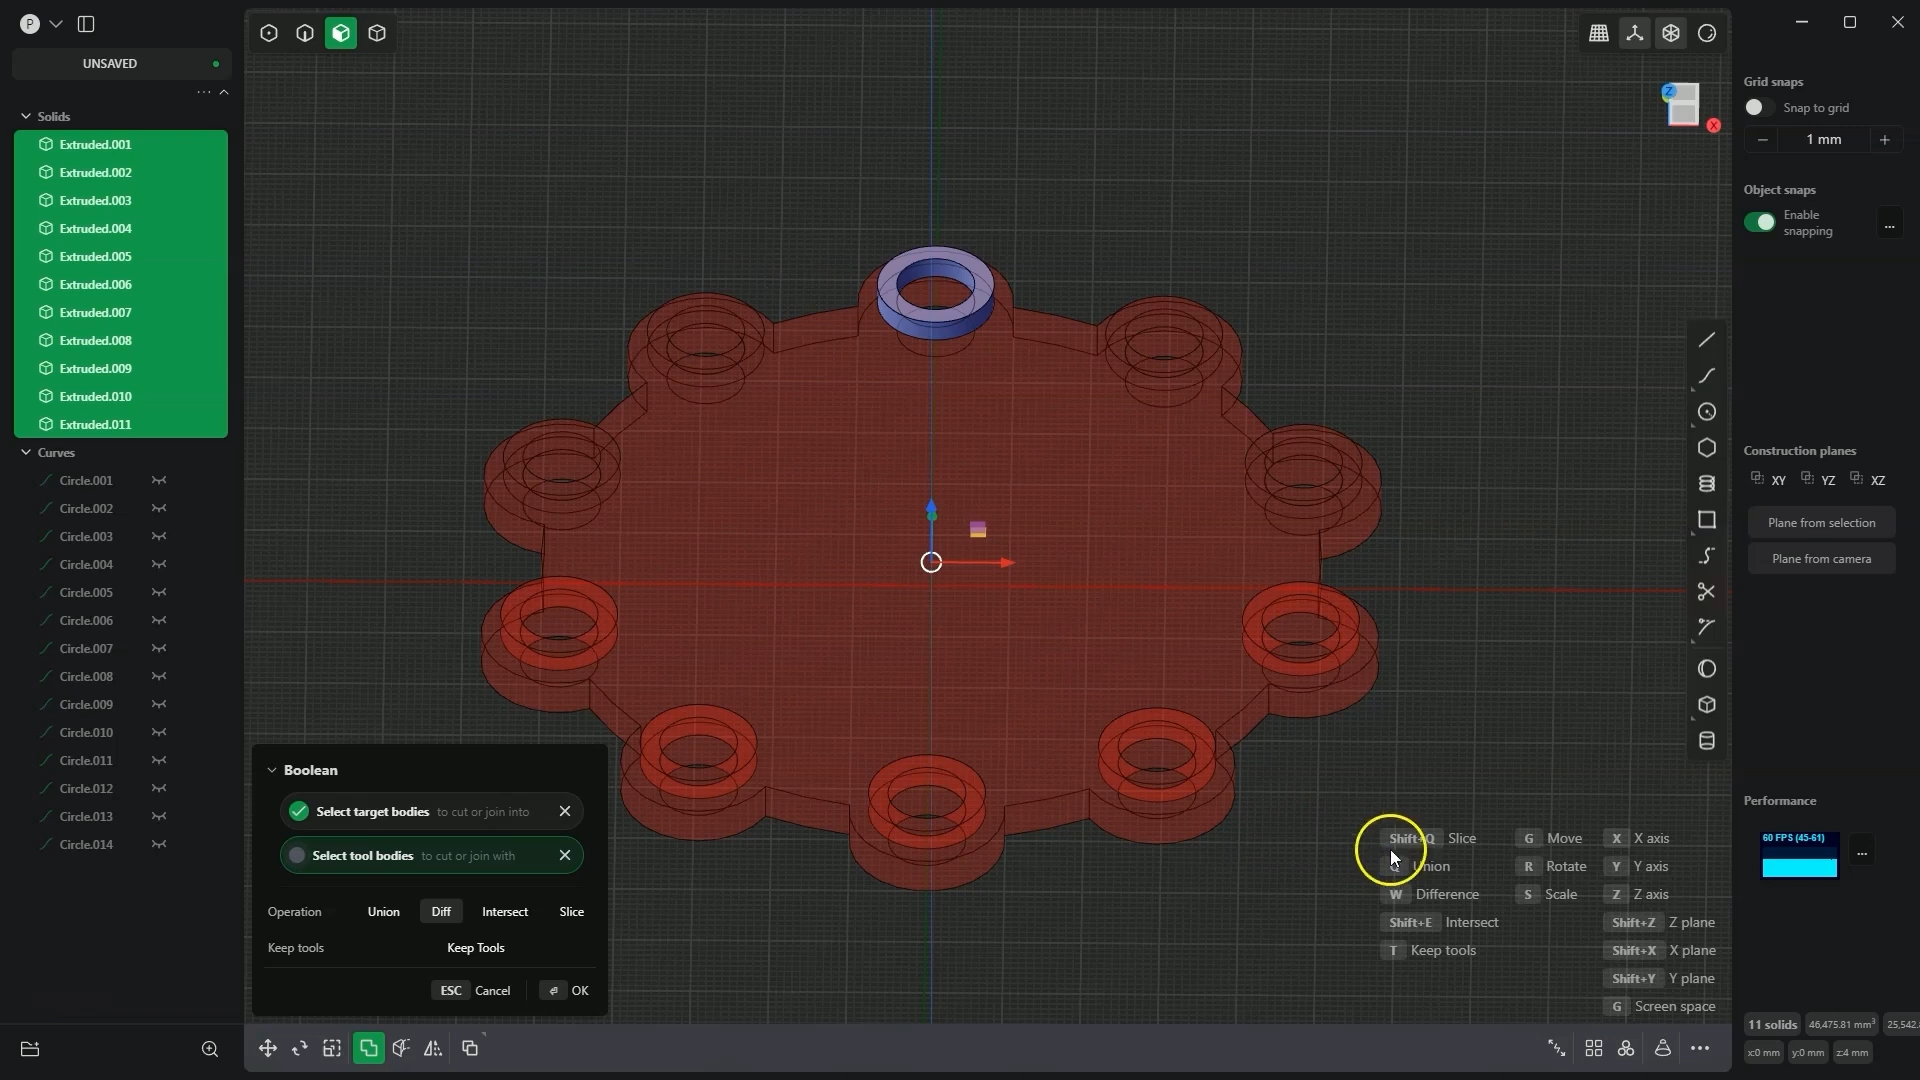 P
UNSAVED
Solids
Extruded.001
Extruded.002
Extruded.003
Extruded.004
Extruded.005
Extruded.006
Extruded.007
Extruded.008
Extruded.009
Extruded.010
Extruded.011
Curves
Circle.001
Circle.002
Circle.003
Circle.004
Circle.005
Circle.006
Circle.007
Circle.008
Circle.009
Circle.010
Circle.011
Circle.012
Circle.013
Circle.014
Boolean
Select target bodies to cut or join into
Select tool bodies to cut or join with
Operation Union Diff Intersect Slice
Keep tools Keep Tools
ESC Cancel OK
Shift+Q Slice G Move X X axis
Q Union R Rotate Y Y axis
W Difference S Scale Z Z axis
Shift+E Intersect Shift+Z Z plane
T Keep tools Shift+X X plane
Shift+Y Y plane
G Screen space
Z
X
Grid snaps
Snap to grid
1 mm
Object snaps
Enable
snapping
Construction planes
XY YZ XZ
Plane from selection
Plane from camera
Performance
60 FPS (45-61)
11 solids 46,475.81 mm³ 25,542.
x:0 mm y:0 mm z:4 mm